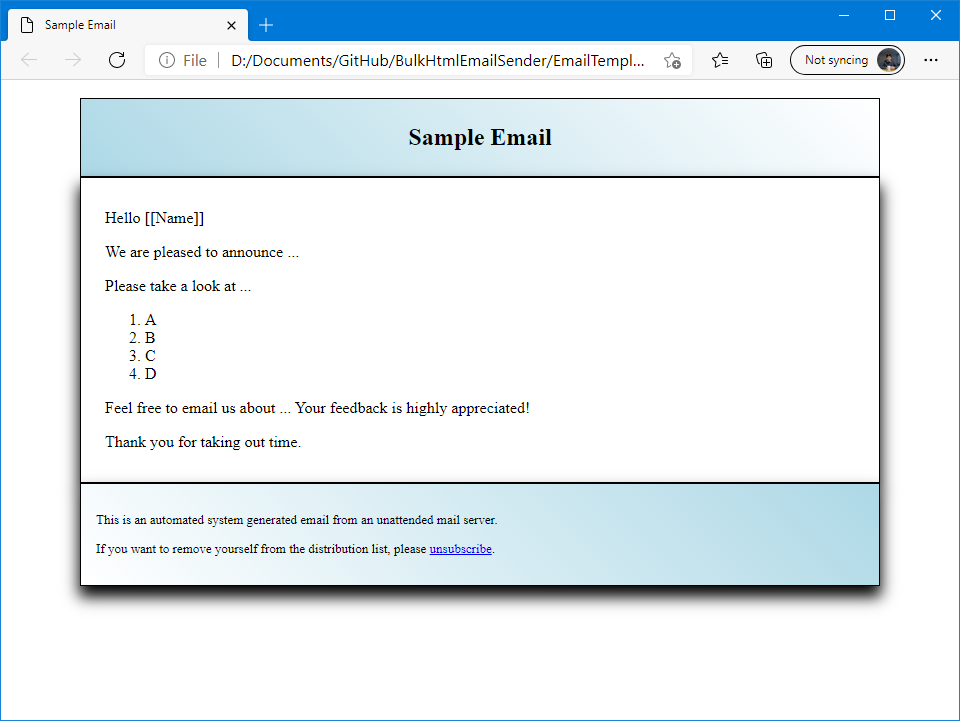 Sample Email
File
D:/Documents/GitHub/BulkHtmlEmailSender/EmailTempl...
Not syncing
Sample Email
Hello [[Name]]
We are pleased to announce ...
Please take a look at ...
1. A
2. B
3. C
4. D
Feel free to email us about ... Your feedback is highly appreciated!
Thank you for taking out time.
This is an automated system generated email from an unattended mail server.
If you want to remove yourself from the distribution list, please unsubscribe.